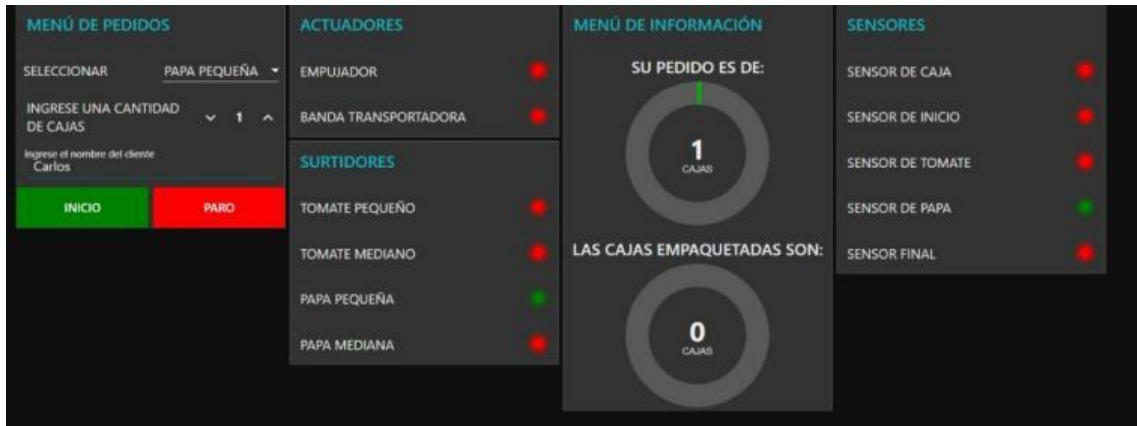 MENÚ DE PEDIDOS
SELECCIONAR PAPA PEQUEÑA
INGRESE UNA CANTIDAD
DE CAJAS
1
Ingrese el nombre del cliente
Carlos
INICIO PARO
ACTUADORES
EMPUJADOR
BANDA TRANSPORTADORA
SURTIDORES
TOMATE PEQUEÑO
TOMATE MEDIANO
PAPA PEQUEÑA
PAPA MEDIANA
MENÚ DE INFORMACIÓN
SU PEDIDO ES DE:
1
CAJAS
LAS CAJAS EMPAQUETADAS SON:
0
CAJAS
SENSORES
SENSOR DE CAJA
SENSOR DE INICIO
SENSOR DE TOMATE
SENSOR DE PAPA
SENSOR FINAL